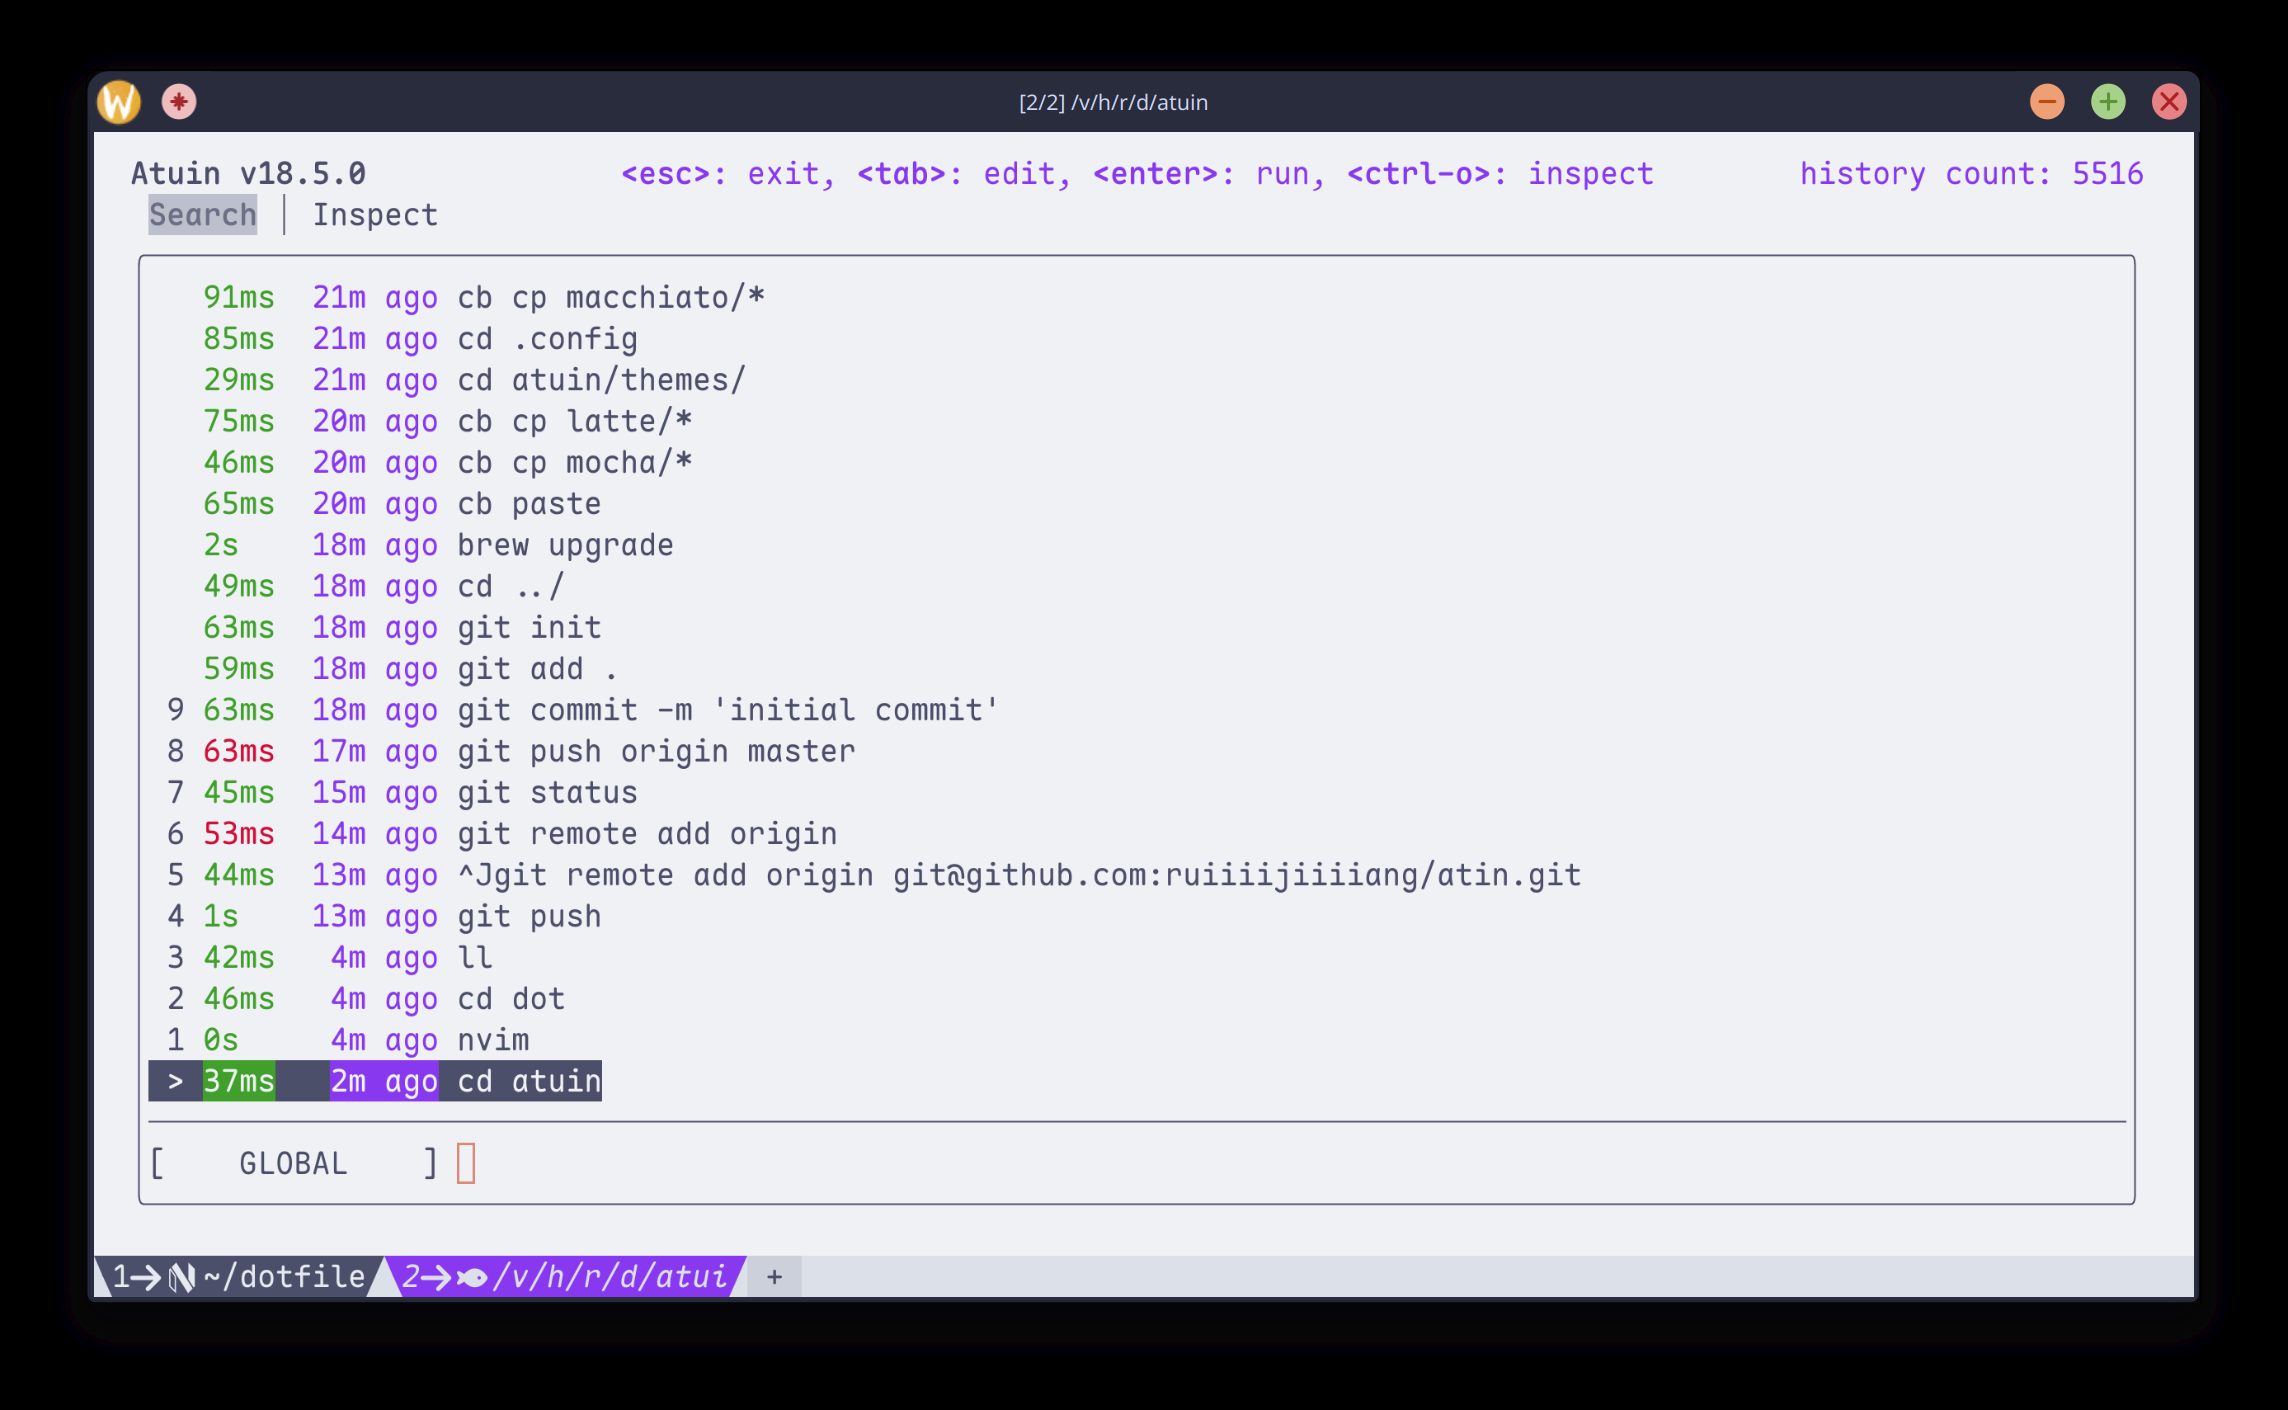 [2/2] /v/h/r/d/atuin
Atuin v18.5.0 <esc>: exit, <tab>: edit, <enter>: run, <ctrl-o>: inspect history count: 5516
Search │ Inspect
91ms 21m ago cb cp macchiato/*
85ms 21m ago cd .config
29ms 21m ago cd atuin/themes/
75ms 20m ago cb cp latte/*
46ms 20m ago cb cp mocha/*
65ms 20m ago cb paste
2s 18m ago brew upgrade
49ms 18m ago cd ../
63ms 18m ago git init
59ms 18m ago git add .
9 63ms 18m ago git commit -m 'initial commit'
8 63ms 17m ago git push origin master
7 45ms 15m ago git status
6 53ms 14m ago git remote add origin
5 44ms 13m ago ^Jgit remote add origin git@github.com:ruiiiijiiiiang/atin.git
4 1s 13m ago git push
3 42ms 4m ago ll
2 46ms 4m ago cd dot
1 0s 4m ago nvim
> 37ms 2m ago cd atuin
[ GLOBAL ]
1→ ~/dotfile 2→ /v/h/r/d/atui +